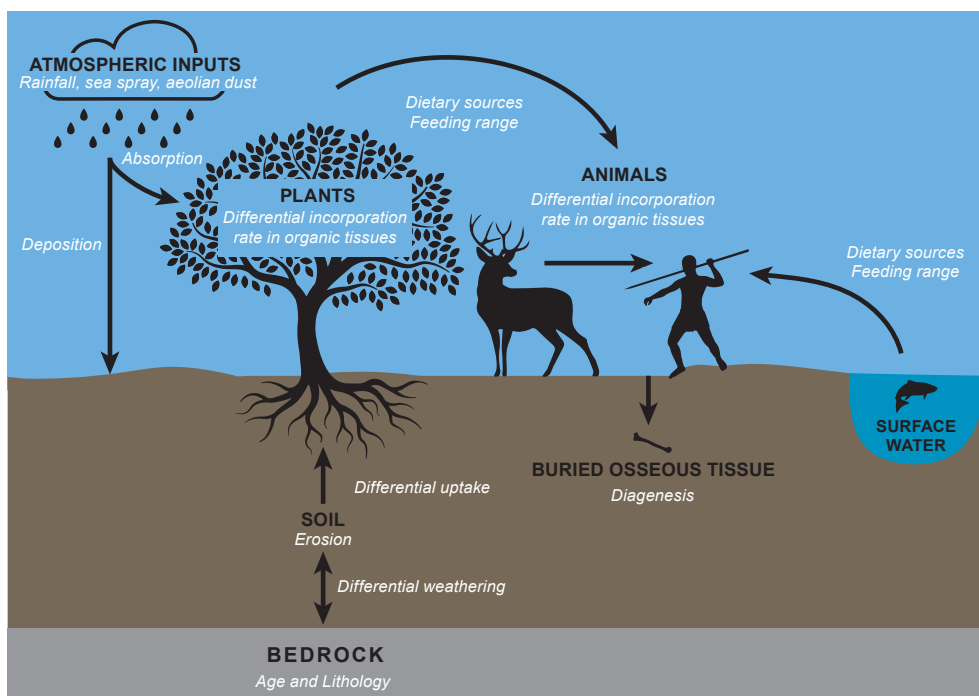 ATMOSPHERIC INPUTS
Rainfall, sea spray, aeolian dust
Absorption
Deposition
PLANTS
Differential incorporation
rate in organic tissues
Dietary sources
Feeding range
ANIMALS
Differential incorporation
rate in organic tissues
Dietary sources
Feeding range
SURFACE
WATER
BURIED OSSEOUS TISSUE
Diagenesis
Differential uptake
SOIL
Erosion
Differential weathering
BEDROCK
Age and Lithology